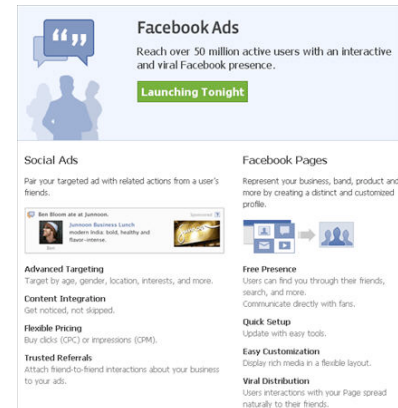 Facebook Ads
Reach over 50 million active users with an interactive
and viral Facebook presence.
Launching Tonight
Social Ads
Pair your targeted ad with related actions from a user's
friends.
Ben Bloom ate at Junnoon.
Sponsored
Junnoon Business Lunch
modern India. bold, healthy and
flavor-intense.
Ben
Advanced Targeting
Target by age, gender, location, interests, and more.
Content Integration
Get noticed, not skipped.
Flexible Pricing
Buy clicks (CPC) or impressions (CPM).
Trusted Referrals
Attach friend-to-friend interactions about your business
to your ads.
Facebook Pages
Represent your business, band, product and
more by creating a distinct and customized
profile.
Free Presence
Users can find you through their friends,
search, and more.
Communicate directly with fans.
Quick Setup
Update with easy tools.
Easy Customization
Display rich media in a flexible layout.
Viral Distribution
Users interactions with your Page spread
naturally to their friends.